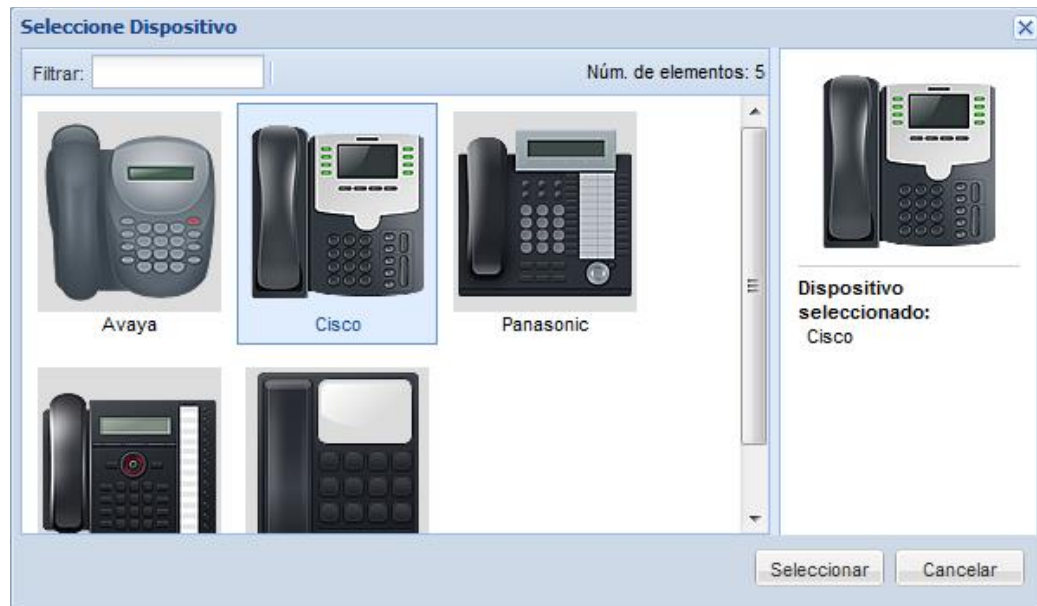 Seleccione Dispositivo
Filtrar:
Núm. de elementos: 5
Avaya
Cisco
Panasonic
Dispositivo
seleccionado:
Cisco
Seleccionar
Cancelar